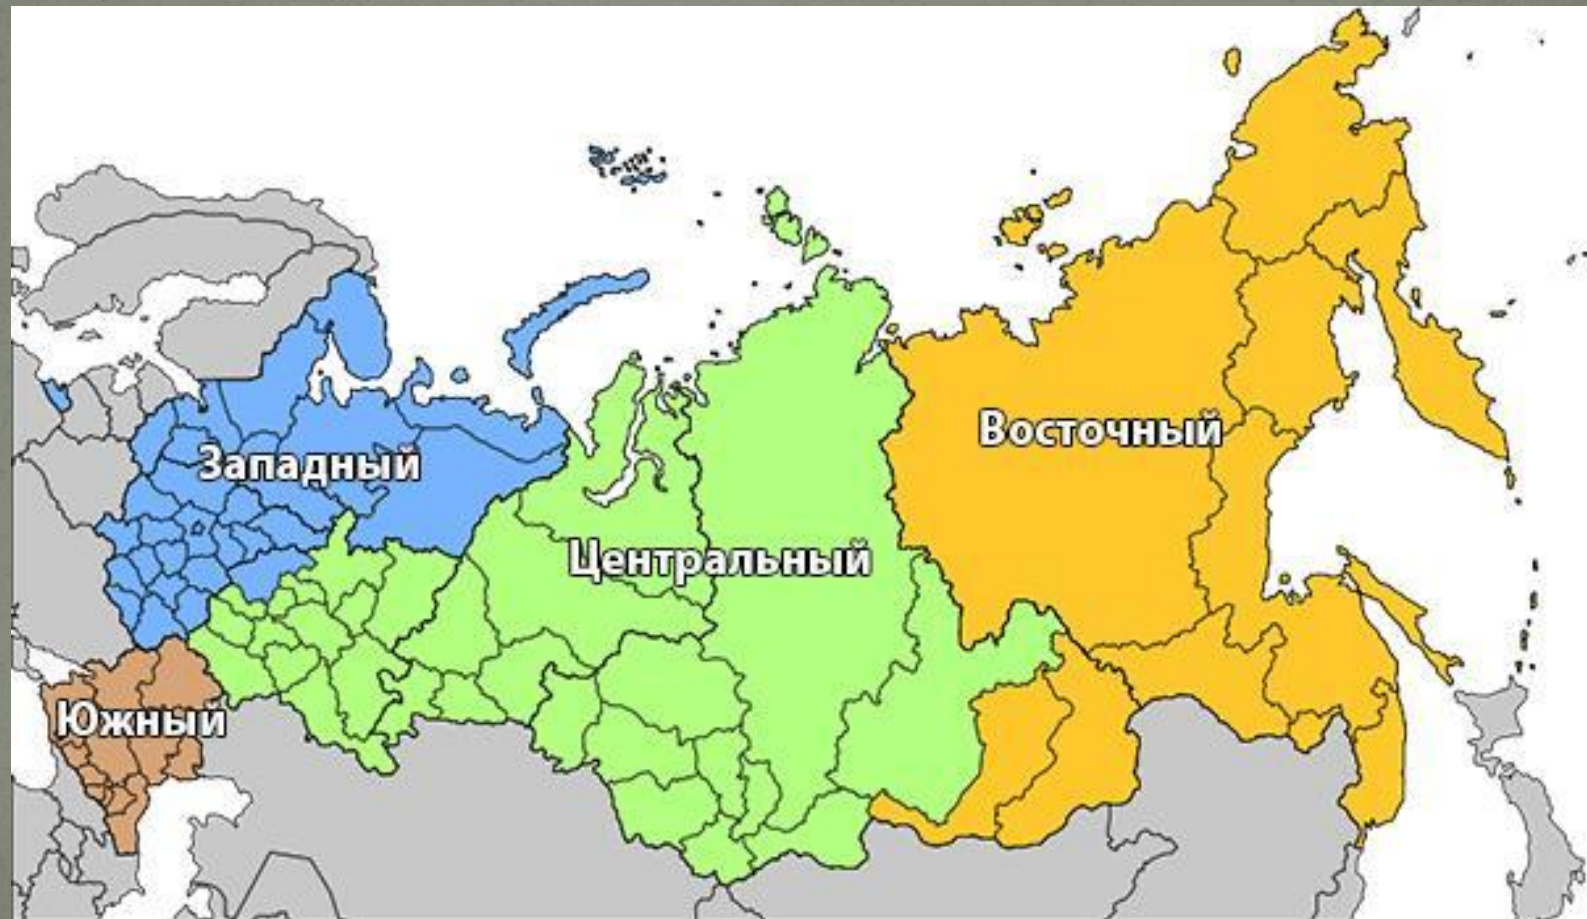 Западный
Восточный
Центральный
Южный